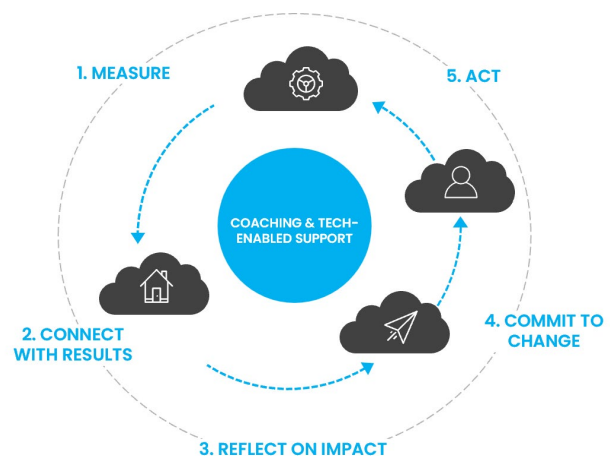 1. MEASURE
5. ACT
COACHING & TECH-
ENABLED SUPPORT
2. CONNECT
WITH RESULTS
4. COMMIT TO
CHANGE
3. REFLECT ON IMPACT